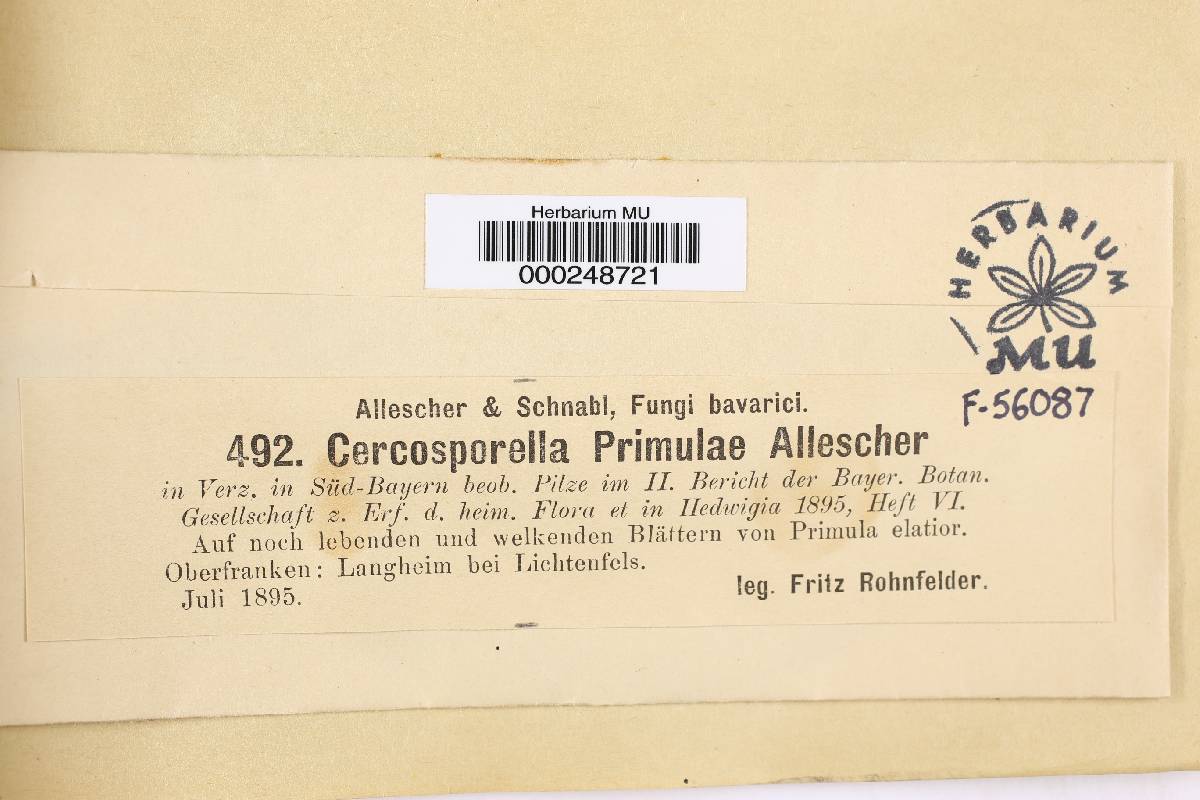 Herbarium MU
000248721
HERBARIUM
MU
F-56087
Allescher & Schnabl, Fungi bavarici.
492. Cercosporella Primulae Allescher
in Verz. in Süd-Bayern beob. Pilze im II. Bericht der Bayer. Botan.
Gesellschaft z. Erf. d. heim. Flora et in Hedwigia 1895, Heft VI.
Auf noch lebenden und welkenden Blättern von Primula elatior.
Oberfranken: Langheim bei Lichtenfels.
Juli 1895.
leg. Fritz Rohnfelder.